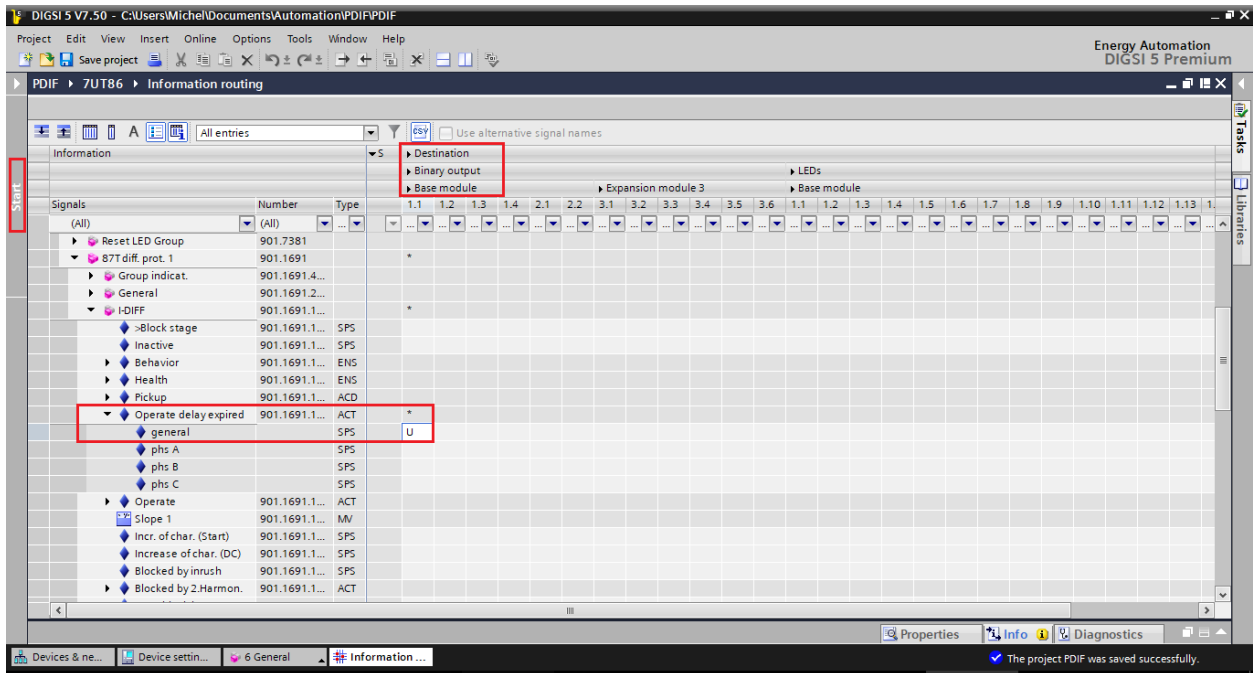 DIGSI 5 V7.50 - C:\Users\Michel\Documents\Automation\PDIF\PDIF
Project Edit View Insert Online Options Tools Window Help
Save project
Energy Automation
DIGSI 5 Premium
PDIF 7UT86 Information routing
All entries Use alternative signal names
Information S Destination
Binary output LEDs
Base module Expansion module 3 Base module
Signals Number Type 1.1 1.2 1.3 1.4 2.1 2.2 3.1 3.2 3.3 3.4 3.5 3.6 1.1 1.2 1.3 1.4 1.5 1.6 1.7 1.8 1.9 1.10 1.11 1.12 1.13 1.
(All) (All) ... ... ... ... ... ... ... ... ... ... ... ... ... ... ... ... ... ... ... ... ... ... ... ... ... ... ...
Reset LED Group 901.7381
87T diff. prot. 1 901.1691 *
Group indicat. 901.1691.4...
General 901.1691.2...
I-DIFF 901.1691.1... *
>Block stage 901.1691.1... SPS
Inactive 901.1691.1... SPS
Behavior 901.1691.1... ENS
Health 901.1691.1... ENS
Pickup 901.1691.1... ACD
Operate delay expired 901.1691.1... ACT *
general SPS U
phs A SPS
phs B SPS
phs C SPS
Operate 901.1691.1... ACT
Slope 1 901.1691.1... MV
Incr. of char. (Start) 901.1691.1... SPS
Increase of char. (DC) 901.1691.1... SPS
Blocked by inrush 901.1691.1... SPS
Blocked by 2.Harmon. 901.1691.1... ACT
Start
Tasks
Libraries
Properties Info Diagnostics
Devices & ne... Device settin... 6 General Information ... The project PDIF was saved successfully.